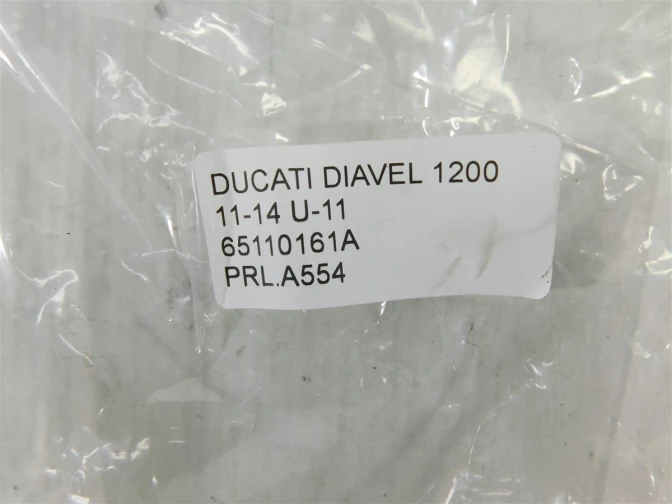 DUCATI DIAVEL 1200
11-14 U-11
65110161A
PRL.A554